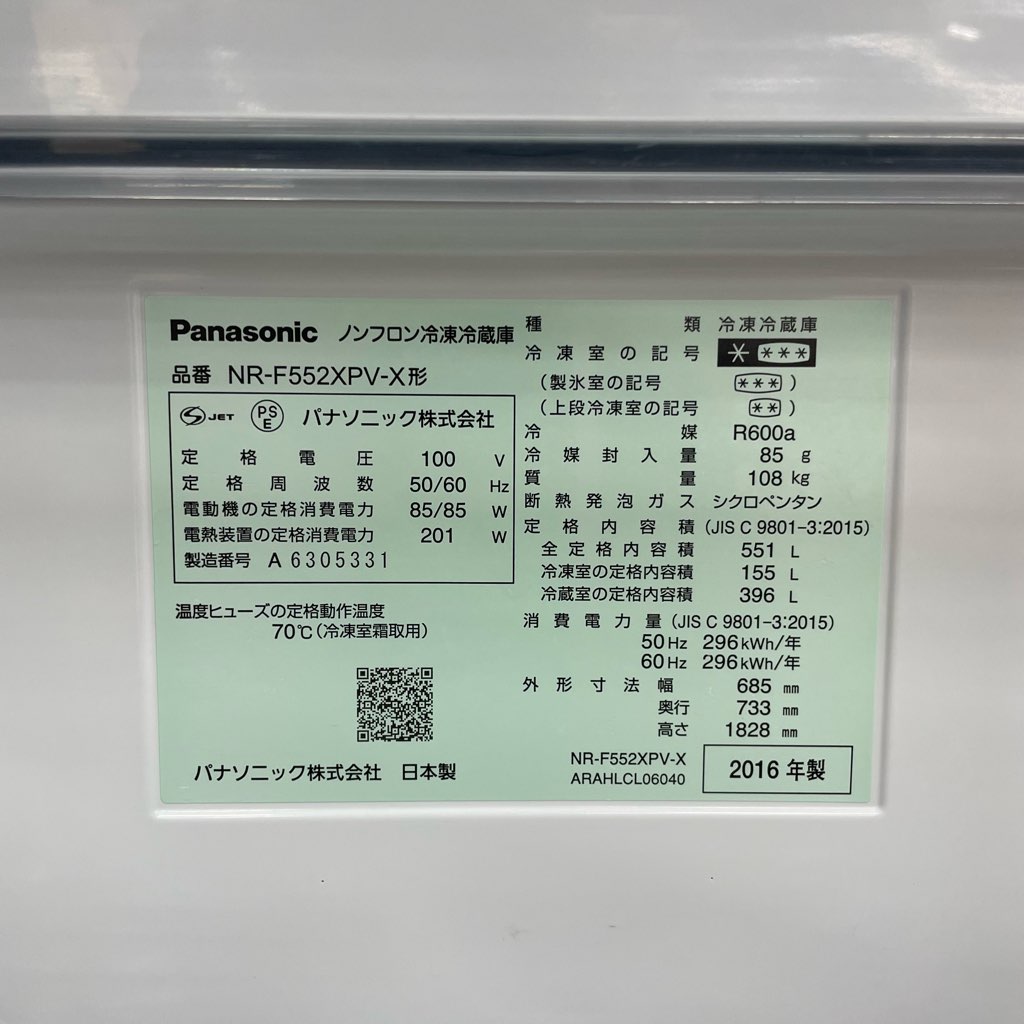 Panasonic ノンフロン冷凍冷蔵庫
品番 NR-F552XPV-X形
S JET PSE パナソニック株式会社
定格電圧 100 V
定格周波数 50/60 Hz
電動機の定格消費電力 85/85 W
電熱装置の定格消費電力 201 W
製造番号 A 6305331
温度ヒューズの定格動作温度
70℃(冷凍室霜取用)
パナソニック株式会社 日本製
種類 冷凍冷蔵庫
冷凍室の記号 * ***
(製氷室の記号 ***)
(上段冷凍室の記号 **)
冷媒 R600a
冷媒封入量 85 g
質量 108 kg
断熱発泡ガス シクロペンタン
定格内容積 (JIS C 9801-3:2015)
全定格内容積 551 L
冷凍室の定格内容積 155 L
冷蔵室の定格内容積 396 L
消費電力量 (JIS C 9801-3:2015)
50 Hz 296 kWh/年
60 Hz 296 kWh/年
外形寸法 幅 685 mm
奥行 733 mm
高さ 1828 mm
NR-F552XPV-X
ARAHLCL06040
2016 年製